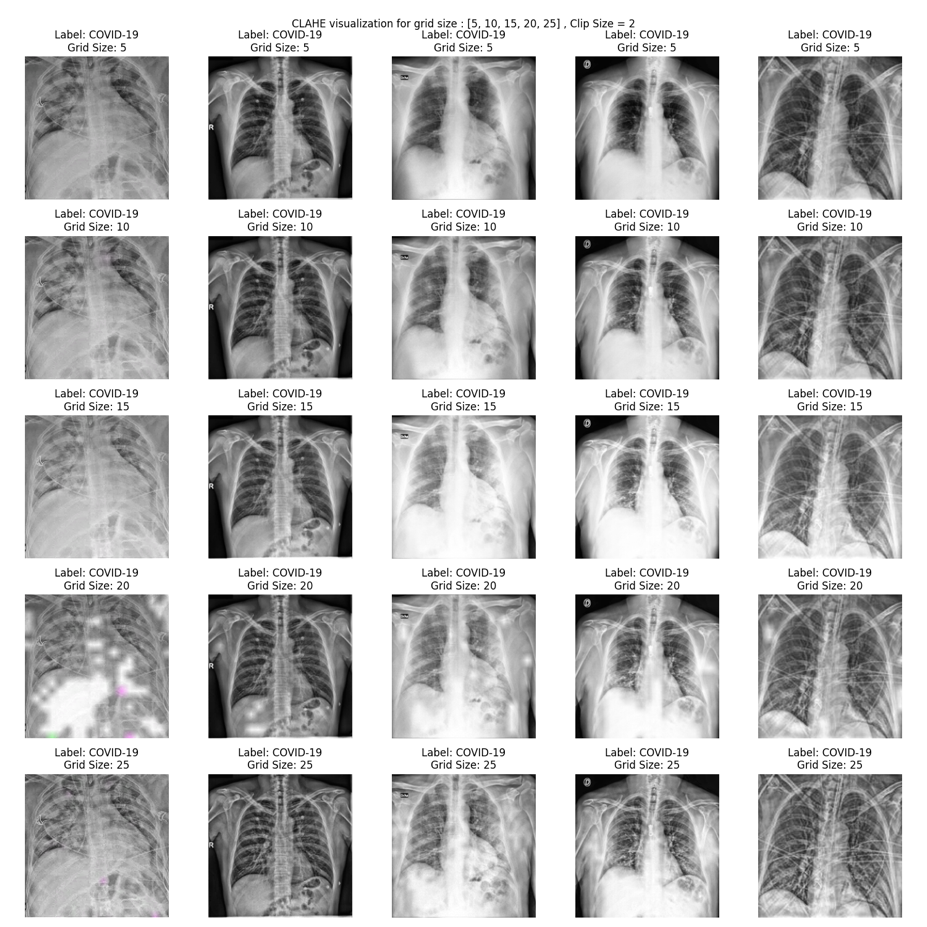 CLAHE visualization for grid size : [5, 10, 15, 20, 25] , Clip Size = 2
Label: COVID-19 Label: COVID-19 Label: COVID-19 Label: COVID-19 Label: COVID-19
Grid Size: 5 Grid Size: 5 Grid Size: 5 Grid Size: 5 Grid Size: 5
R
Label: COVID-19 Label: COVID-19 Label: COVID-19 Label: COVID-19 Label: COVID-19
Grid Size: 10 Grid Size: 10 Grid Size: 10 Grid Size: 10 Grid Size: 10
R
Label: COVID-19 Label: COVID-19 Label: COVID-19 Label: COVID-19 Label: COVID-19
Grid Size: 15 Grid Size: 15 Grid Size: 15 Grid Size: 15 Grid Size: 15
R
Label: COVID-19 Label: COVID-19 Label: COVID-19 Label: COVID-19 Label: COVID-19
Grid Size: 20 Grid Size: 20 Grid Size: 20 Grid Size: 20 Grid Size: 20
R
Label: COVID-19 Label: COVID-19 Label: COVID-19 Label: COVID-19 Label: COVID-19
Grid Size: 25 Grid Size: 25 Grid Size: 25 Grid Size: 25 Grid Size: 25
R